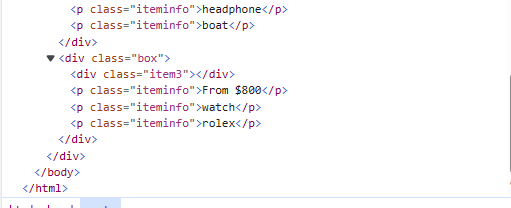 <p class="iteminfo">headphone</p>
<p class="iteminfo">boat</p>
</div>
<div class="box">
<div class="item3"></div>
<p class="iteminfo">From $800</p>
<p class="iteminfo">watch</p>
<p class="iteminfo">rolex</p>
</div>
</div>
</body>
</html>